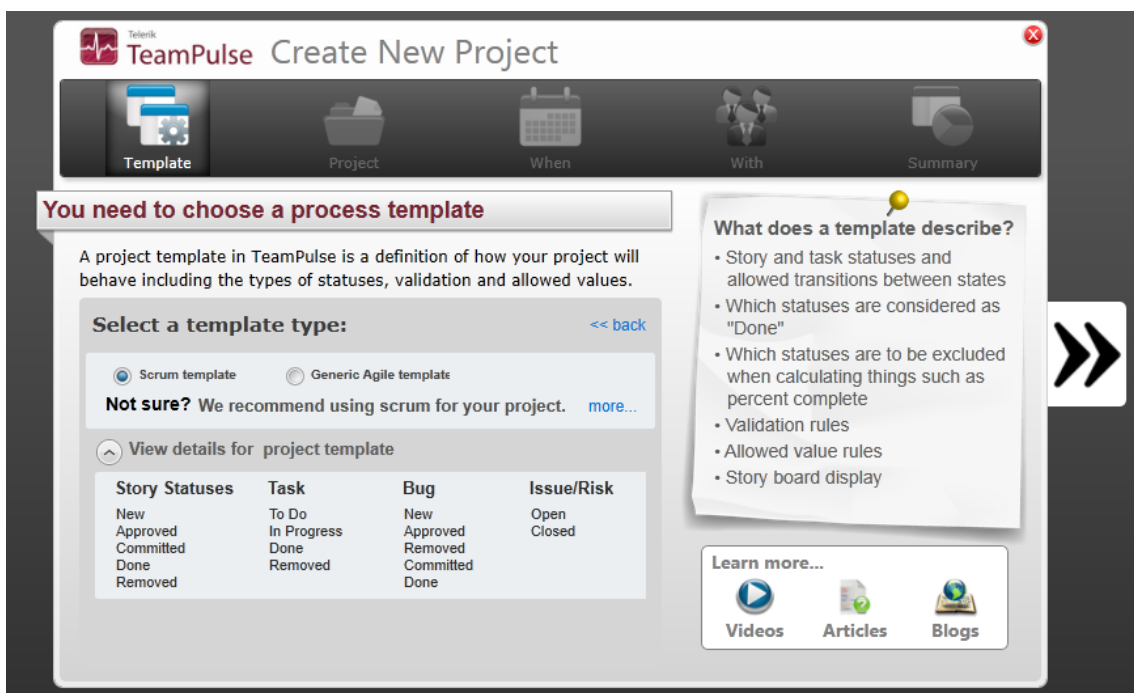 Telerik
TeamPulse Create New Project
Template
Project
When
With
Summary
You need to choose a process template
A project template in TeamPulse is a definition of how your project will
behave including the types of statuses, validation and allowed values.
Select a template type:
<< back
Scrum template
Generic Agile template
Not sure? We recommend using scrum for your project. more...
View details for project template
Story Statuses
New
Approved
Committed
Done
Removed
Task
To Do
In Progress
Done
Removed
Bug
New
Approved
Removed
Committed
Done
Issue/Risk
Open
Closed
What does a template describe?
• Story and task statuses and
allowed transitions between states
• Which statuses are considered as
"Done"
• Which statuses are to be excluded
when calculating things such as
percent complete
• Validation rules
• Allowed value rules
• Story board display
Learn more...
Videos
Articles
Blogs